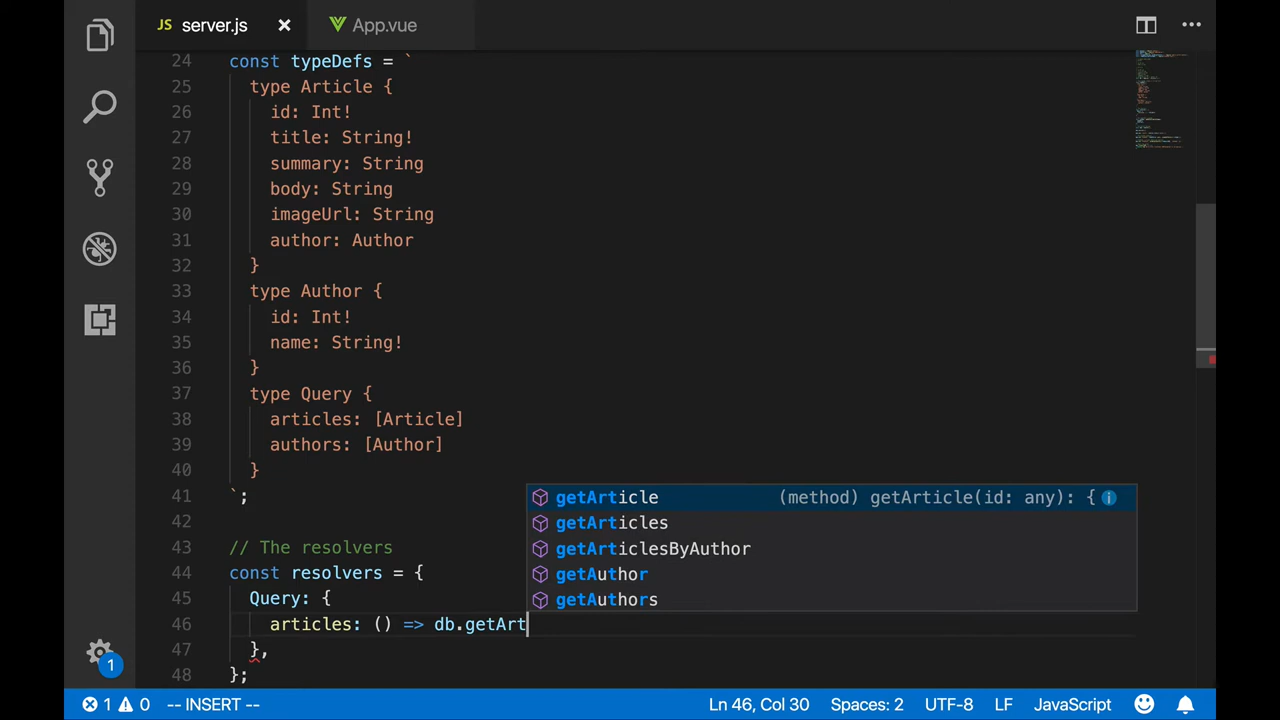 JS server.js × App.vue
24 const typeDefs = `
25 type Article {
26 id: Int!
27 title: String!
28 summary: String
29 body: String
30 imageUrl: String
31 author: Author
32 }
33 type Author {
34 id: Int!
35 name: String!
36 }
37 type Query {
38 articles: [Article]
39 authors: [Author]
40 }
41 `;
42
43 // The resolvers
44 const resolvers = {
45 Query: {
46 articles: () => db.getArt
47 },
48 };
getArticle (method) getArticle(id: any): {
getArticles
getArticlesByAuthor
getAuthor
getAuthors
1
1 0 -- INSERT -- Ln 46, Col 30 Spaces: 2 UTF-8 LF JavaScript